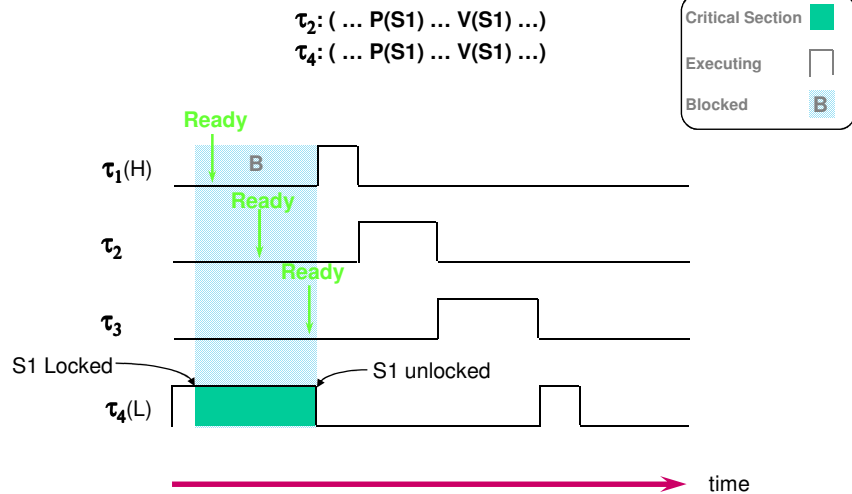 τ2: ( … P(S1) … V(S1) …)
τ4: ( … P(S1) … V(S1) …)
Critical Section
Executing
Blocked B
Ready
τ1(H) B
Ready
τ2
Ready
τ3
S1 Locked
S1 unlocked
τ4(L)
time